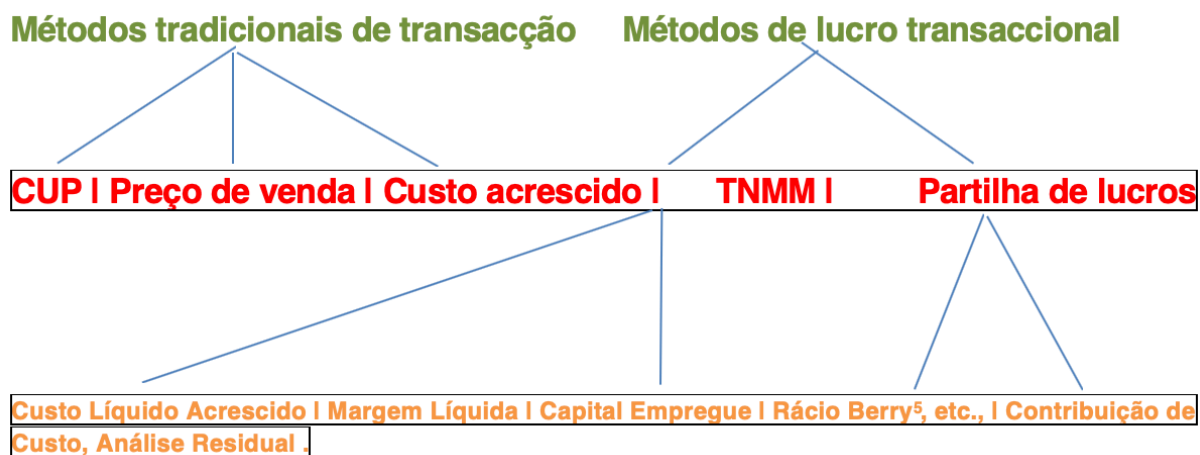 Métodos tradicionais de transacção Métodos de lucro transaccional
CUP | Preço de venda | Custo acrescido | TNMM | Partilha de lucros
Custo Líquido Acrescido | Margem Líquida | Capital Empregue | Rácio Berry⁵, etc., | Contribuição de
Custo, Análise Residual .